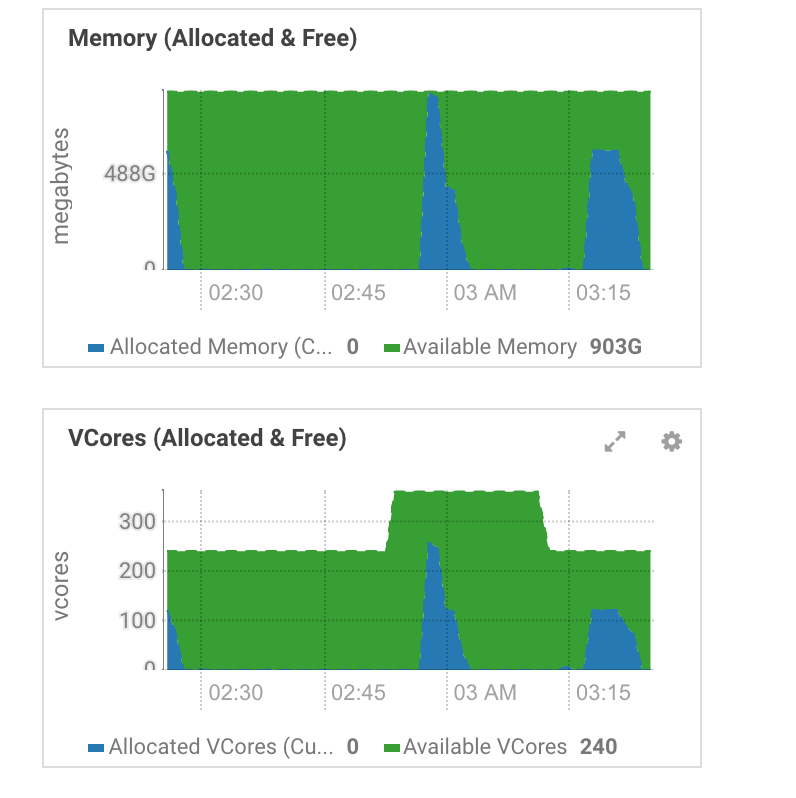 Memory (Allocated & Free)
megabytes
488G
0
02:30 02:45 03 AM 03:15
Allocated Memory (C... 0 Available Memory 903G
VCores (Allocated & Free)
vcores
300
200
100
0
02:30 02:45 03 AM 03:15
Allocated VCores (Cu... 0 Available VCores 240